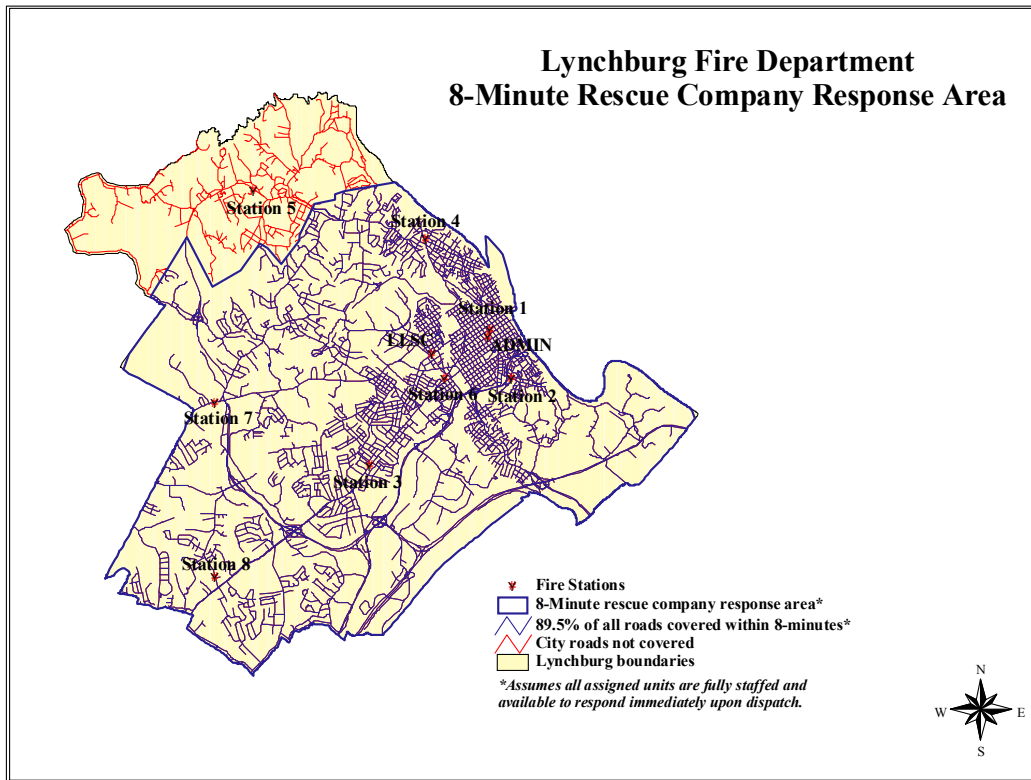 Lynchburg Fire Department
8-Minute Rescue Company Response Area
Station 5
Station 4
Station 1
LLSC
ADMIN
Station 6
Station 2
Station 7
Station 3
Station 8
Fire Stations
8-Minute rescue company response area*
89.5% of all roads covered within 8-minutes*
City roads not covered
Lynchburg boundaries
*Assumes all assigned units are fully staffed and
available to respond immediately upon dispatch.
N
W E
S